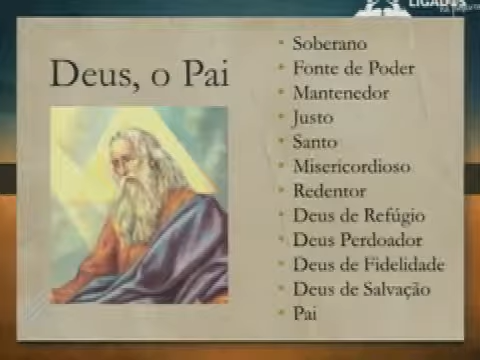 LIGADOS
Deus, o Pai
• Soberano
• Fonte de Poder
• Mantenedor
• Justo
• Santo
• Misericordioso
• Redentor
• Deus de Refúgio
• Deus Perdoador
• Deus de Fidelidade
• Deus de Salvação
• Pai